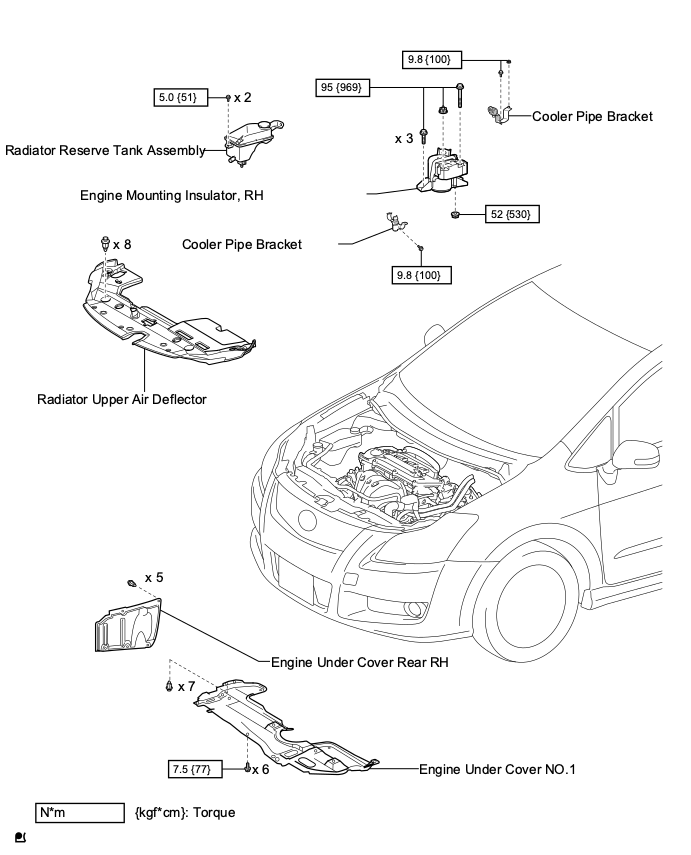 9.8 {100}
95 {969}
5.0 {51}
x 2
Cooler Pipe Bracket
x 3
Radiator Reserve Tank Assembly
Engine Mounting Insulator, RH
52 {530}
x 8
Cooler Pipe Bracket
9.8 {100}
Radiator Upper Air Deflector
x 5
Engine Under Cover Rear RH
x 7
7.5 {77}
x 6
Engine Under Cover NO.1
N*m
{kgf*cm}: Torque